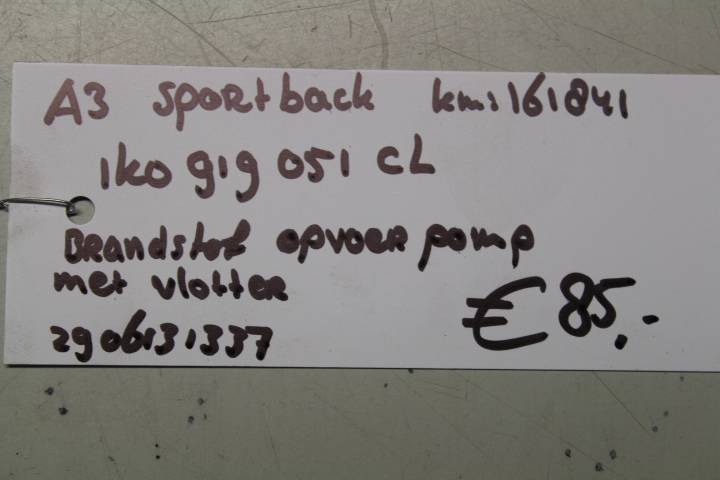 A3 sportback km: 161841
1k0 919 051 CL
Brandstof opvoer pomp
met vlotter
2906131337
€ 85,-